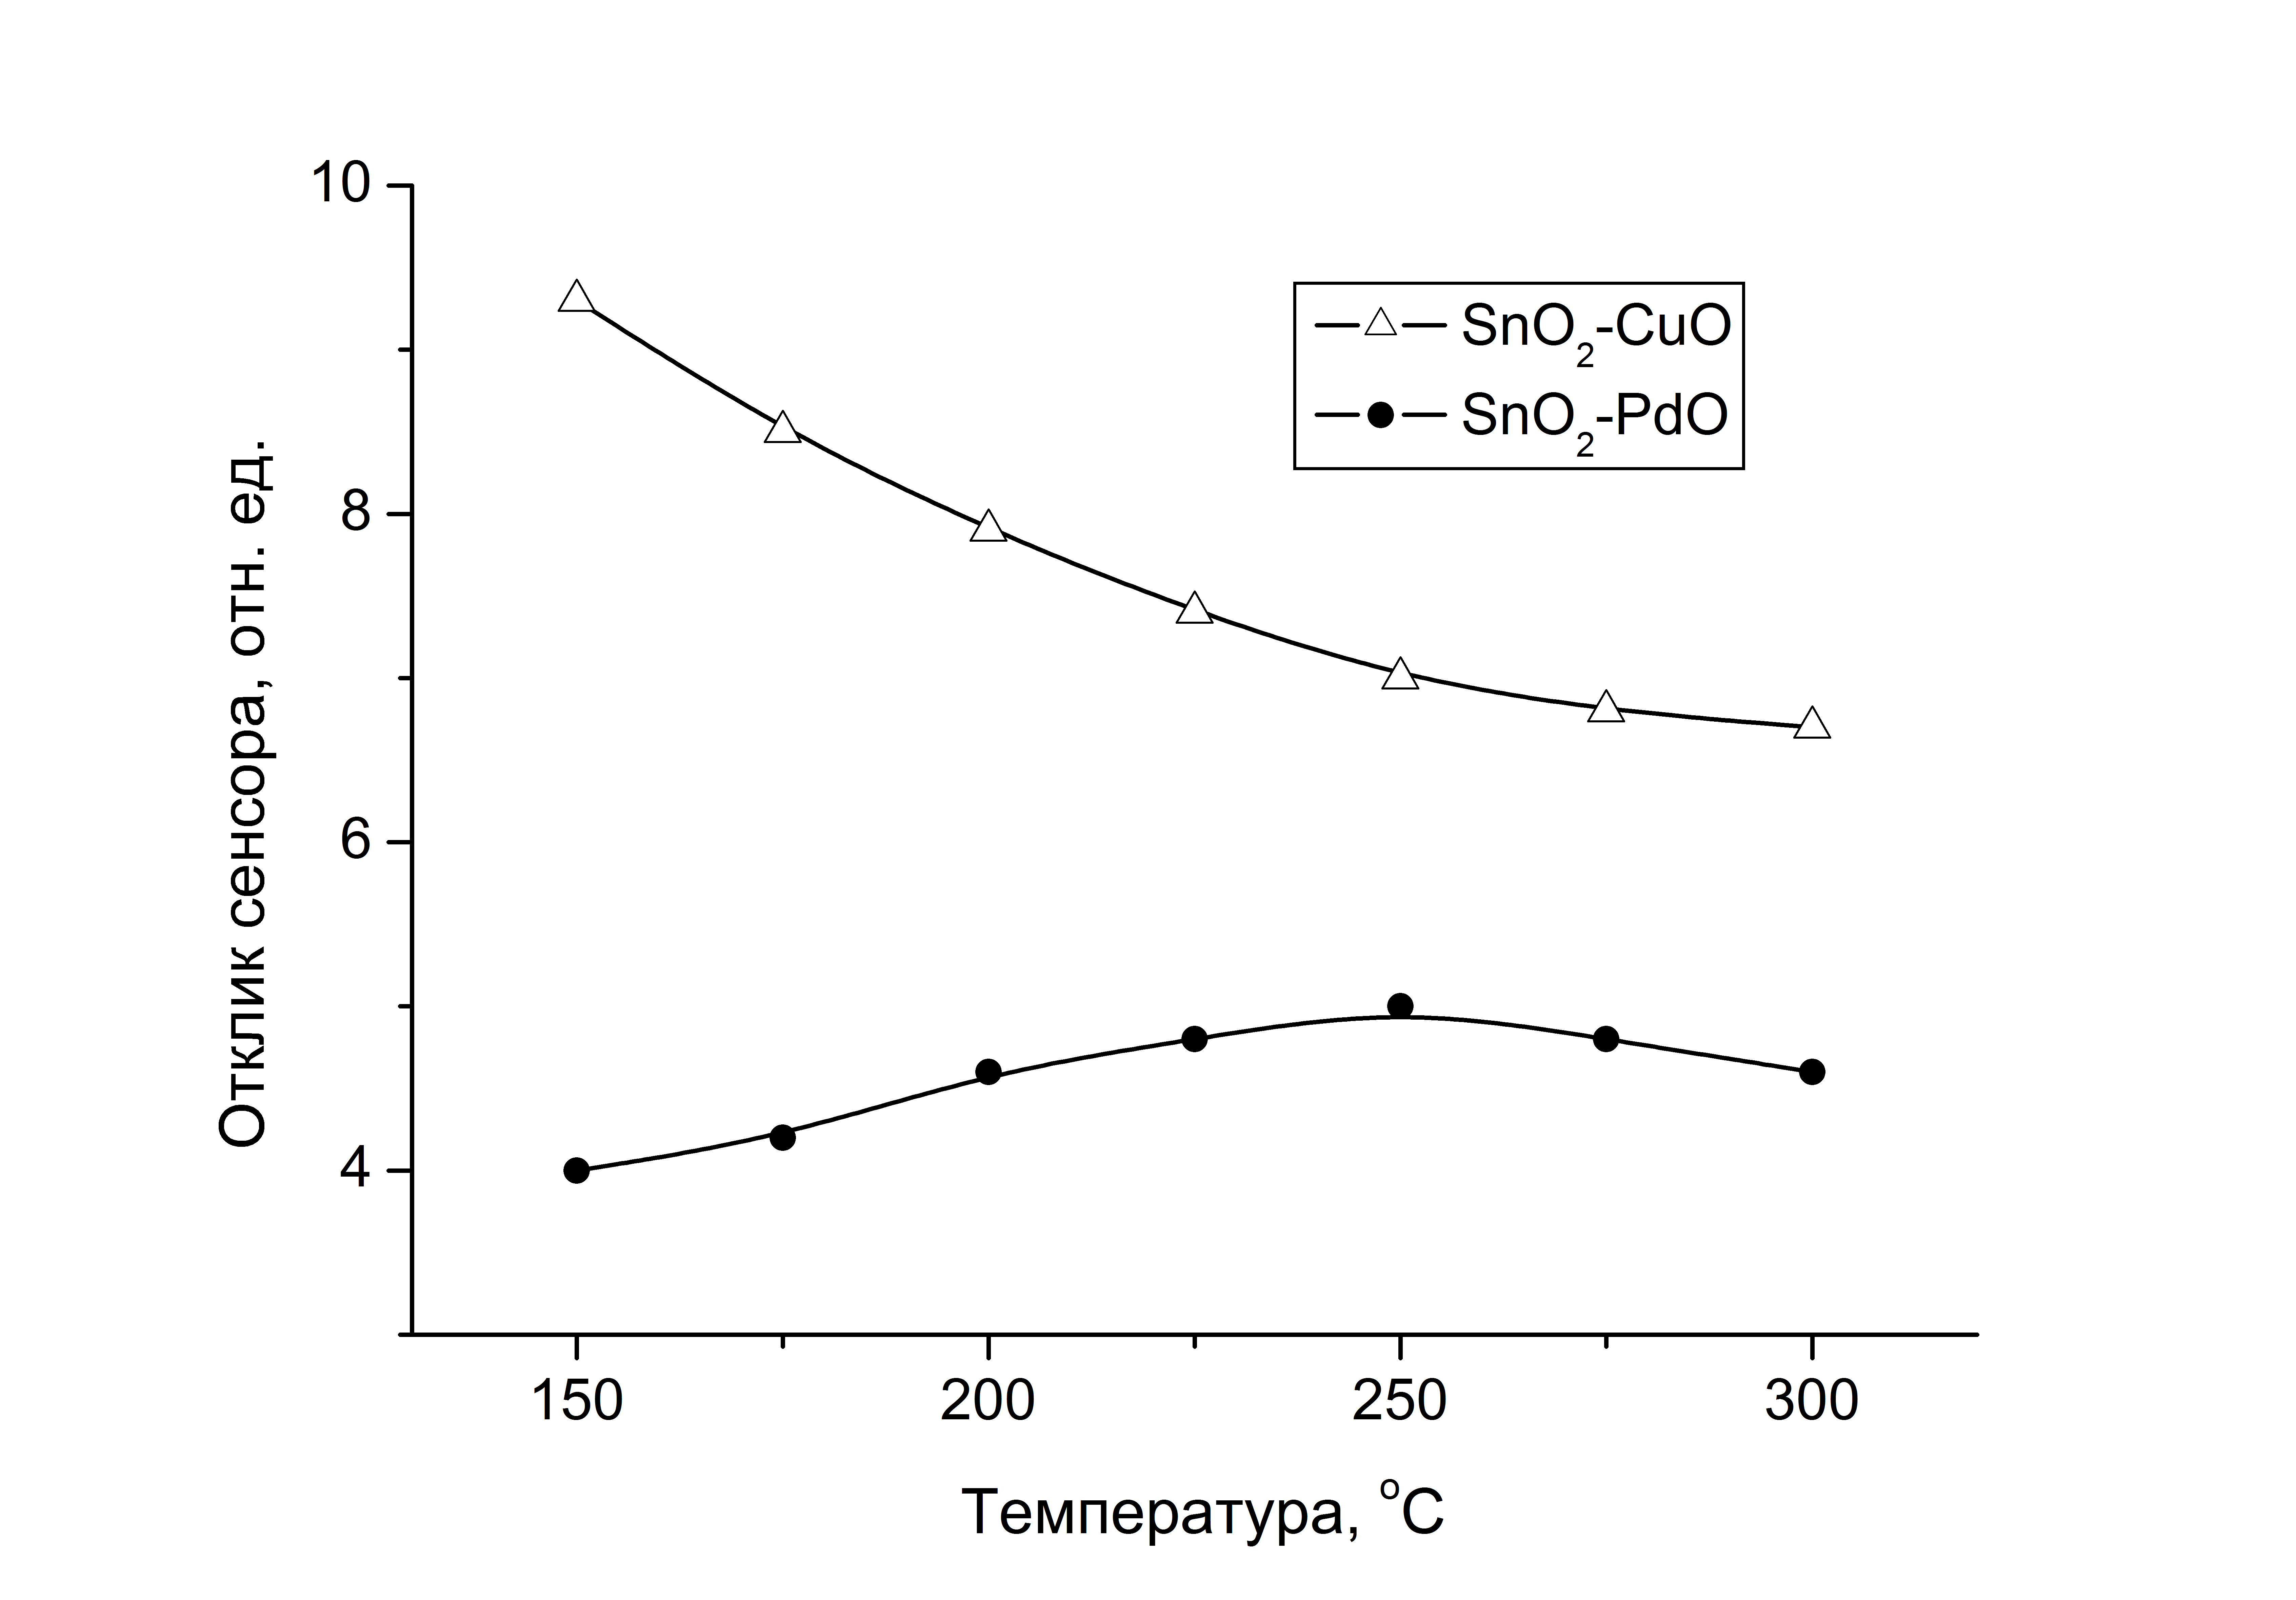 10
8
6
4
Отклик сенсора, отн. ед.
SnO₂-CuO
SnO₂-PdO
150 200 250 300
Температура, °C